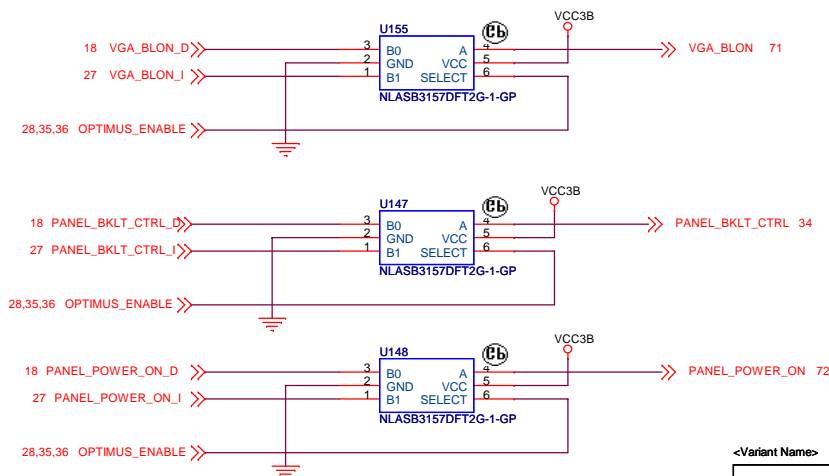 VCC3B
U155
18 VGA_BLON_D 3 B0 A 4 VGA_BLON 71
2 GND VCC 5
27 VGA_BLON_I 1 B1 SELECT 6
NLASB3157DFT2G-1-GP
28,35,36 OPTIMUS_ENABLE
VCC3B
U147
18 PANEL_BKLT_CTRL_D 3 B0 A 4 PANEL_BKLT_CTRL 34
2 GND VCC 5
27 PANEL_BKLT_CTRL_I 1 B1 SELECT 6
NLASB3157DFT2G-1-GP
28,35,36 OPTIMUS_ENABLE
VCC3B
U148
18 PANEL_POWER_ON_D 3 B0 A 4 PANEL_POWER_ON 72
2 GND VCC 5
27 PANEL_POWER_ON_I 1 B1 SELECT 6
NLASB3157DFT2G-1-GP
28,35,36 OPTIMUS_ENABLE
<Variant Name>